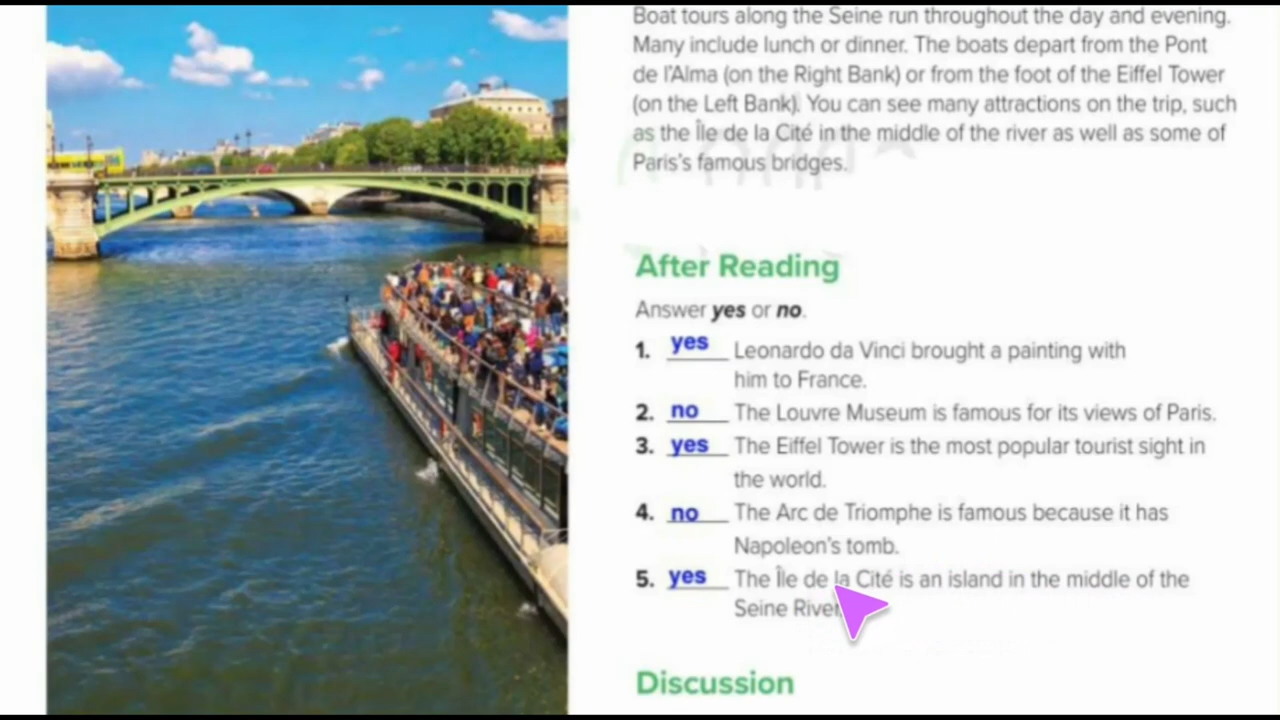 Boat tours along the Seine run throughout the day and evening.
Many include lunch or dinner. The boats depart from the Pont
de l'Alma (on the Right Bank) or from the foot of the Eiffel Tower
(on the Left Bank). You can see many attractions on the trip, such
as the Île de la Cité in the middle of the river as well as some of
Paris's famous bridges.
After Reading
Answer yes or no.
1. yes Leonardo da Vinci brought a painting with
him to France.
2. no The Louvre Museum is famous for its views of Paris.
3. yes The Eiffel Tower is the most popular tourist sight in
the world.
4. no The Arc de Triomphe is famous because it has
Napoleon's tomb.
5. yes The Île de la Cité is an island in the middle of the
Seine River
Discussion